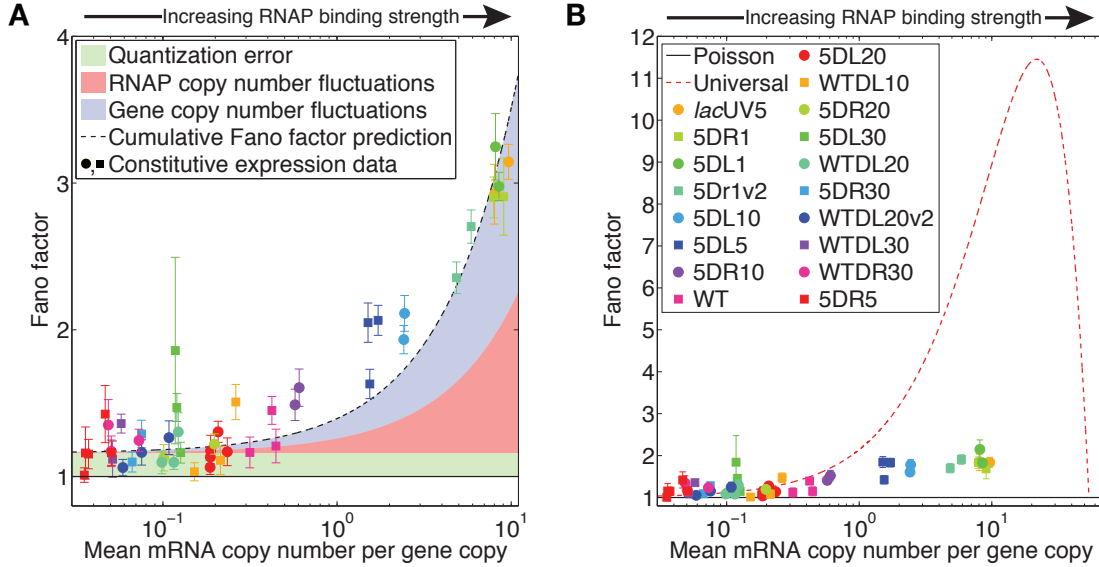 A
Increasing RNAP binding strength
4
3
2
1
Fano factor
Quantization error
RNAP copy number fluctuations
Gene copy number fluctuations
Cumulative Fano factor prediction
, Constitutive expression data
10⁻¹ 10⁰ 10¹
Mean mRNA copy number per gene copy
B
Increasing RNAP binding strength
12
11
10
9
8
7
6
5
4
3
2
1
Fano factor
Poisson
Universal
lacUV5
5DR1
5DL1
5Dr1v2
5DL10
5DL5
5DR10
WT
5DL20
WTDL10
5DR20
5DL30
WTDL20
5DR30
WTDL20v2
WTDL30
WTDR30
5DR5
10⁻¹ 10⁰ 10¹
Mean mRNA copy number per gene copy